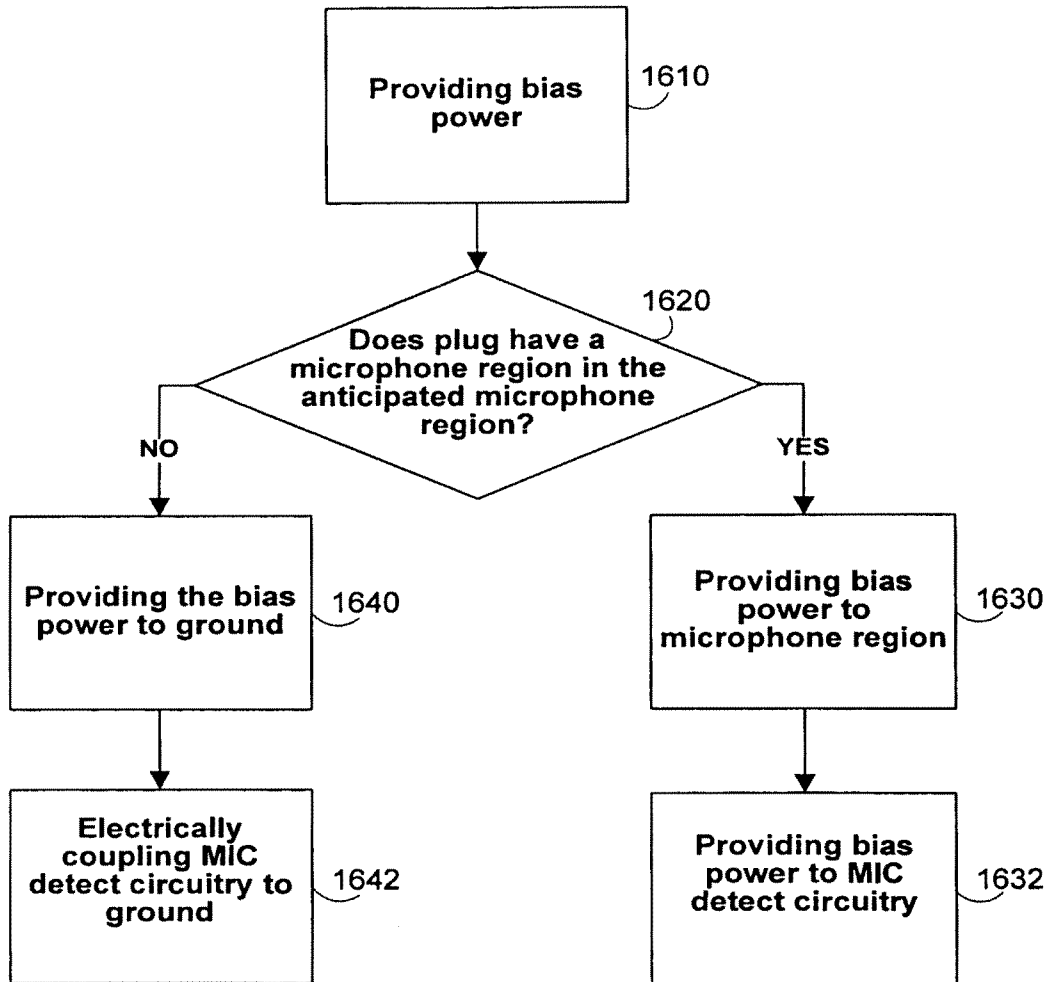 Providing bias
power
1610
1620
Does plug have a
microphone region in the
anticipated microphone
region?
NO
YES
Providing the bias
power to ground
1640
Providing bias
power to
microphone region
1630
Electrically
coupling MIC
detect circuitry to
ground
1642
Providing bias
power to MIC
detect circuitry
1632